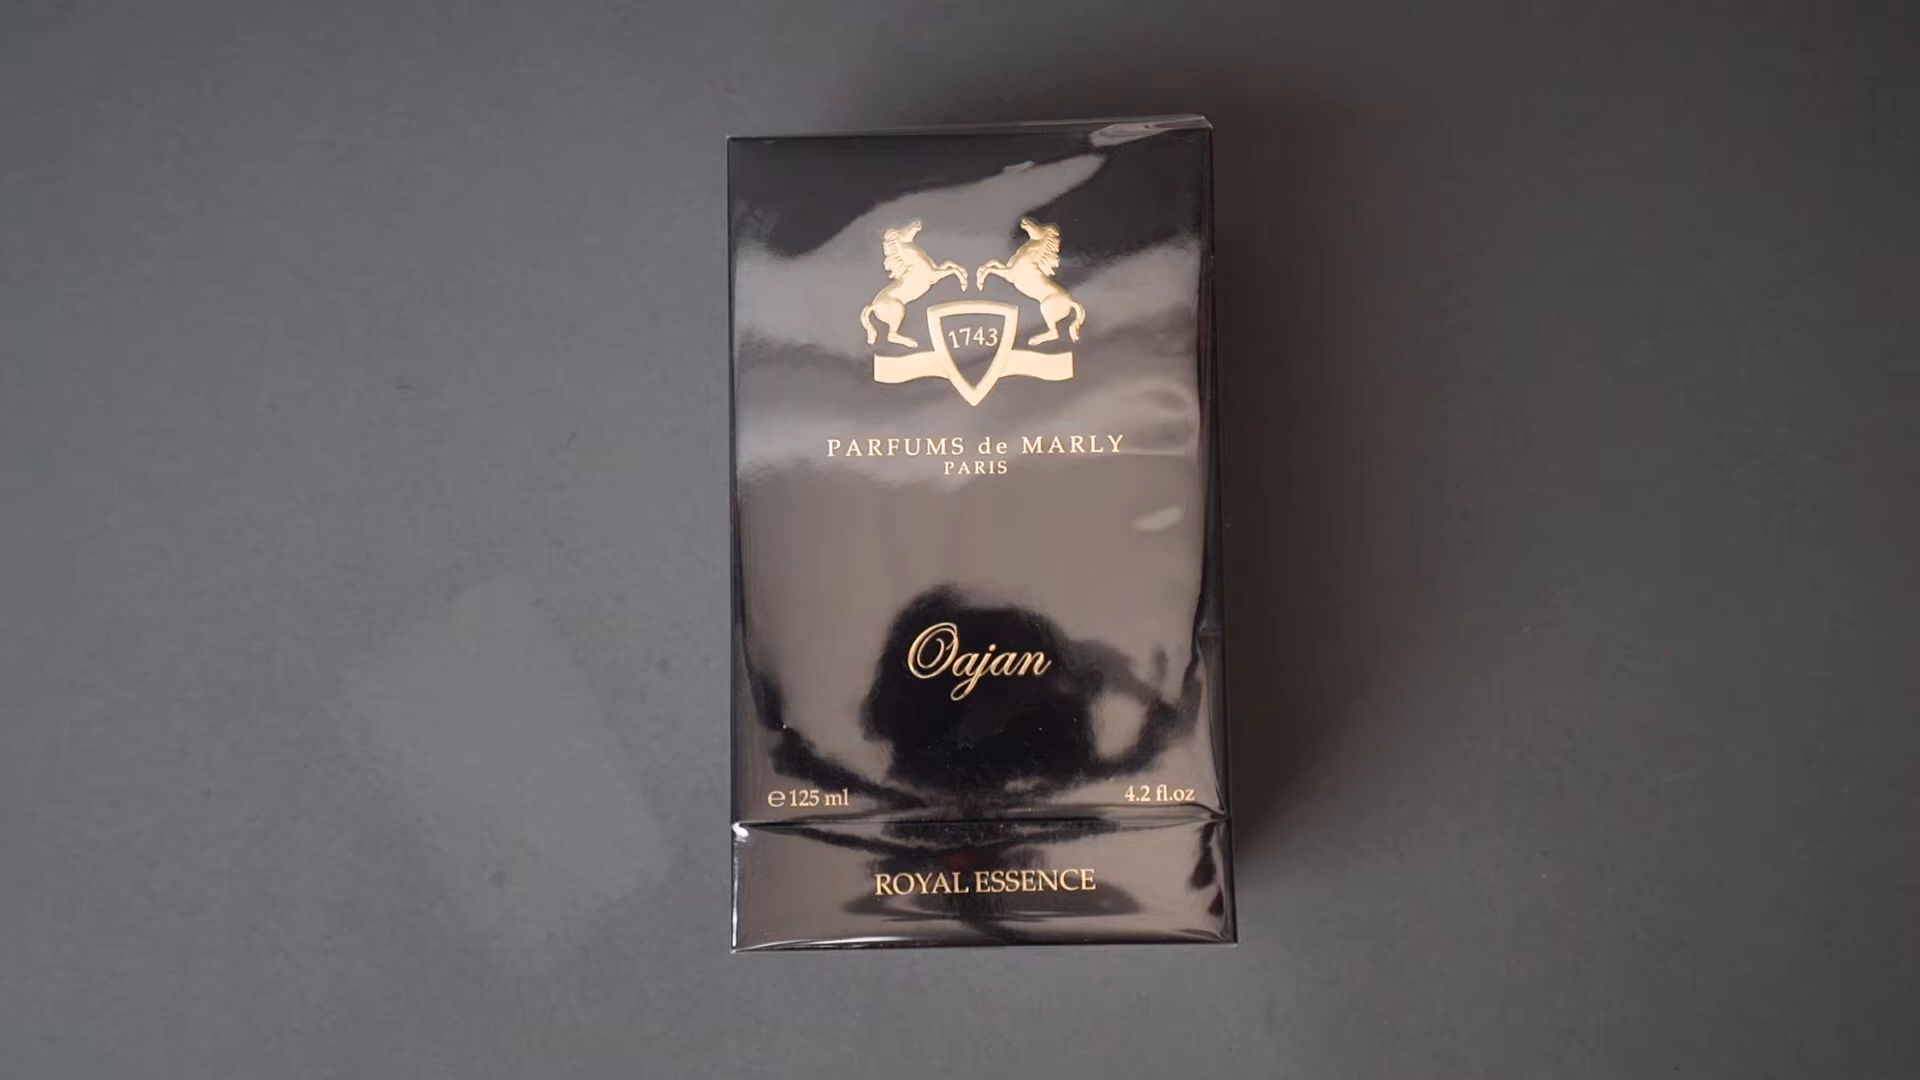 1743
PARFUMS de MARLY
PARIS
Oajan
℮125 ml 4.2 fl.oz
ROYAL ESSENCE